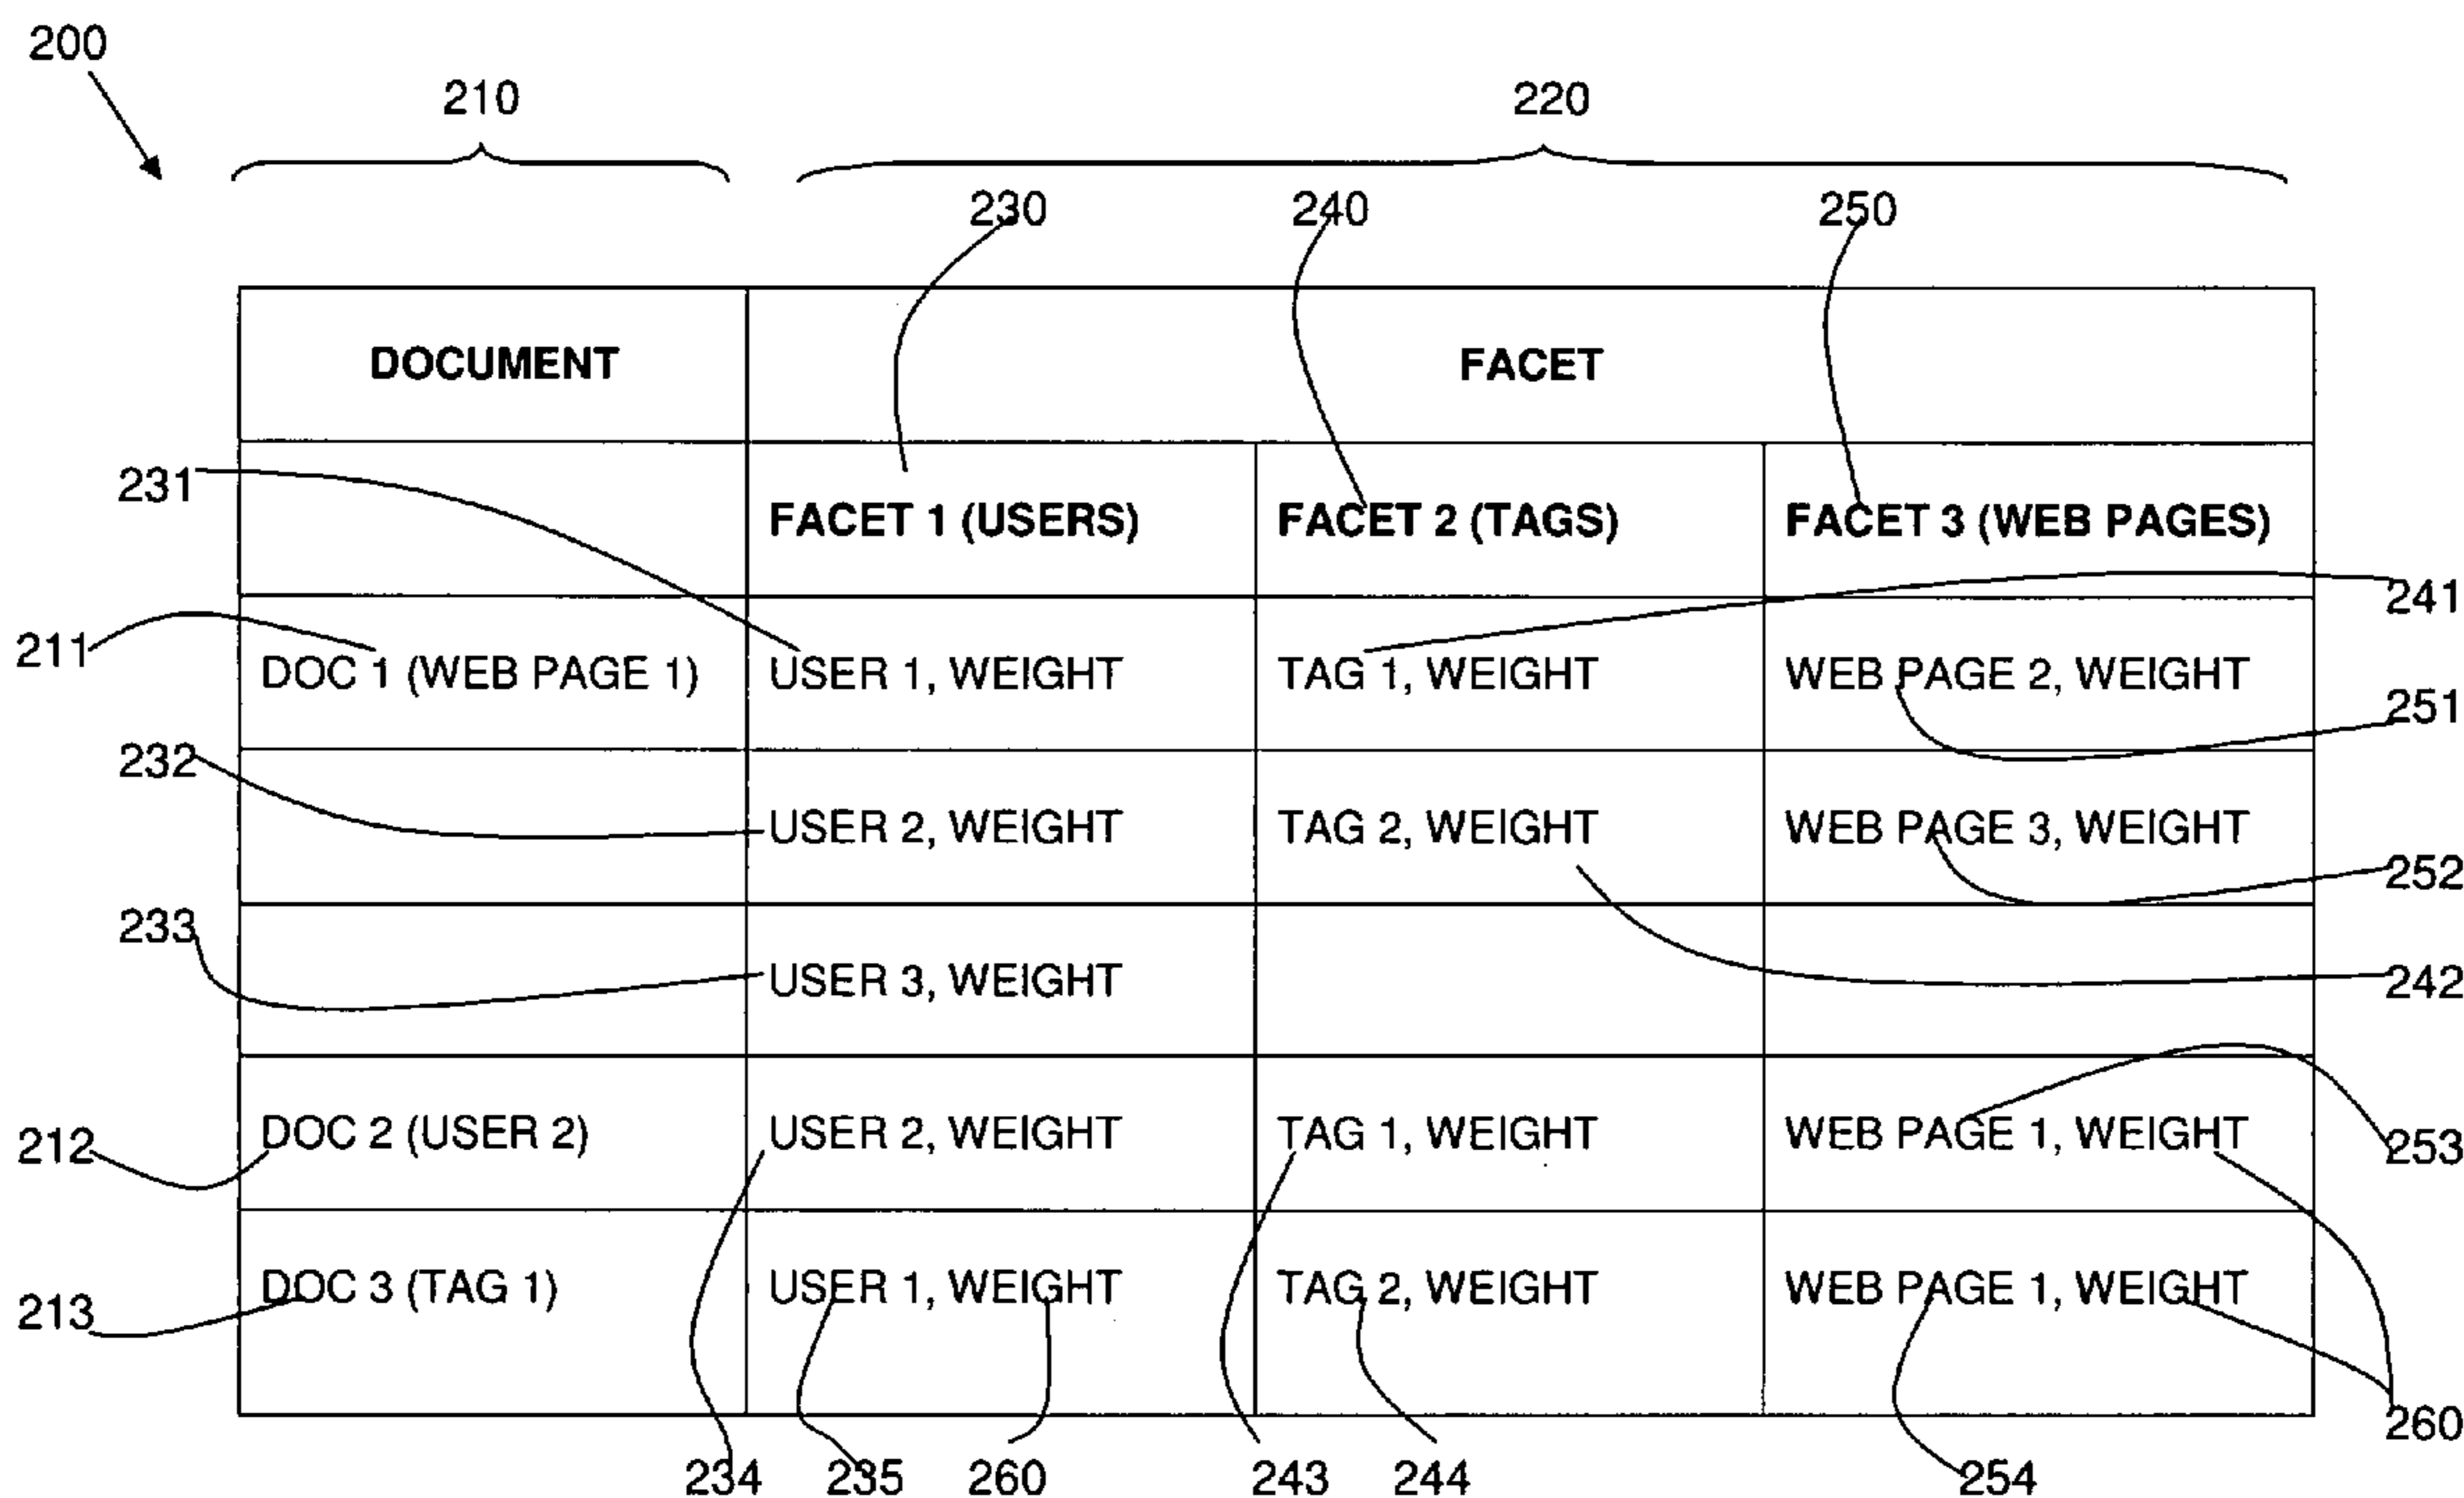 200
210 220
230 240 250
DOCUMENT FACET
231
FACET 1 (USERS) FACET 2 (TAGS) FACET 3 (WEB PAGES)
241
211
DOC 1 (WEB PAGE 1) USER 1, WEIGHT TAG 1, WEIGHT WEB PAGE 2, WEIGHT
251
232
USER 2, WEIGHT TAG 2, WEIGHT WEB PAGE 3, WEIGHT
252
233
USER 3, WEIGHT
242
212 DOC 2 (USER 2) USER 2, WEIGHT TAG 1, WEIGHT WEB PAGE 1, WEIGHT 253
DOC 3 (TAG 1) USER 1, WEIGHT TAG 2, WEIGHT WEB PAGE 1, WEIGHT
213
260
234 235 260 243 244 254